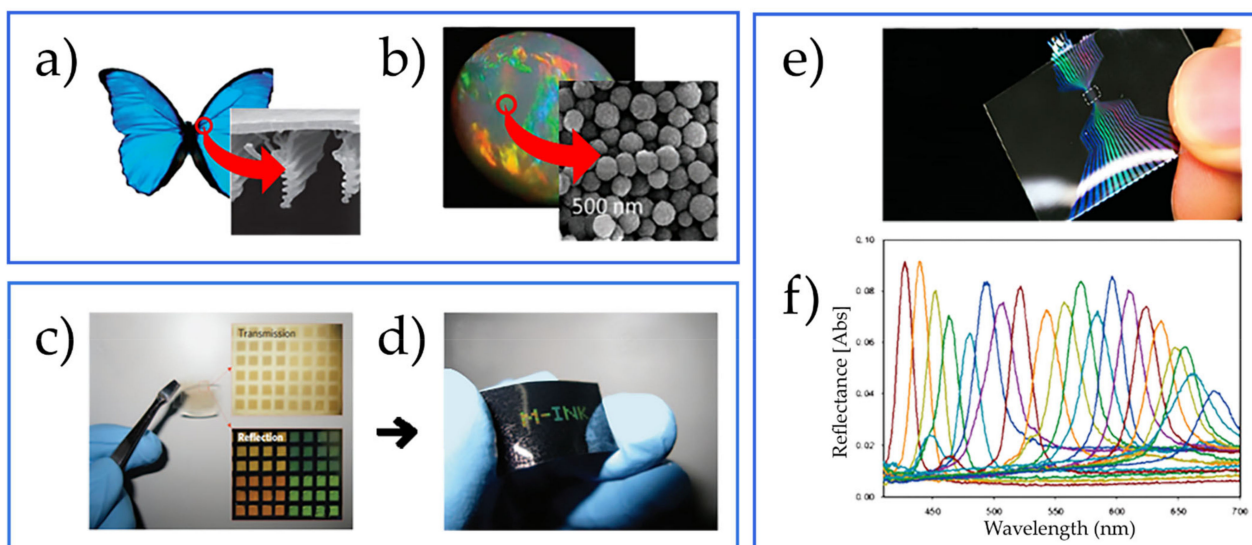 a)
b)
500 nm
c)
Transmission
Reflection
d)
M-INK
e)
f)
Reflectance [Abs]
0.10
0.08
0.06
0.04
0.02
0.00
450
500
550
600
650
700
Wavelength (nm)